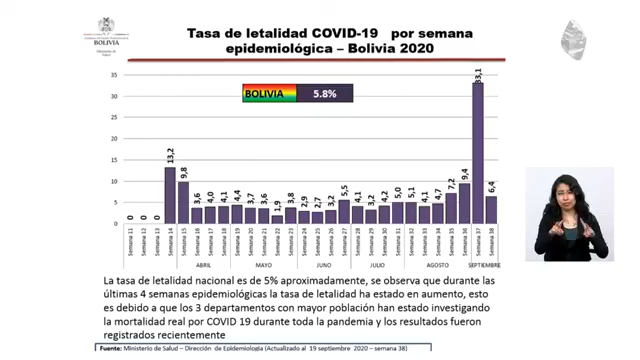 BOLIVIA
Tasa de letalidad COVID-19 por semana
epidemiológica – Bolivia 2020
BOLIVIA 5.8%
35
30
25
20
15
10
5
0
0
0
0
13,2
9,8
3,6
4,0
4,1
4,4
3,7
3,6
1,9
3,8
2,9
2,7
3,2
5,5
4,1
3,2
4,2
5,0
5,1
4,1
4,7
7,2
9,4
33,1
6,4
Semana 11
Semana 12
Semana 13
Semana 14
Semana 15
Semana 16
Semana 17
Semana 18
Semana 19
Semana 20
Semana 21
Semana 22
Semana 23
Semana 24
Semana 25
Semana 26
Semana 27
Semana 28
Semana 29
Semana 30
Semana 31
Semana 32
Semana 33
Semana 34
Semana 35
Semana 36
Semana 37
Semana 38
ABRIL MAYO JUNIO JULIO AGOSTO SEPTIEMBRE
La tasa de letalidad nacional es de 5% aproximadamente, se observa que durante las
últimas 4 semanas epidemiológicas la tasa de letalidad ha estado en aumento, esto
es debido a que los 3 departamentos con mayor población han estado investigando
la mortalidad real por COVID 19 durante toda la pandemia y los resultados fueron
registrados recientemente
Fuente: Ministerio de Salud – Dirección de Epidemiología (Actualizado al 19 septiembre 2020 – semana 38)